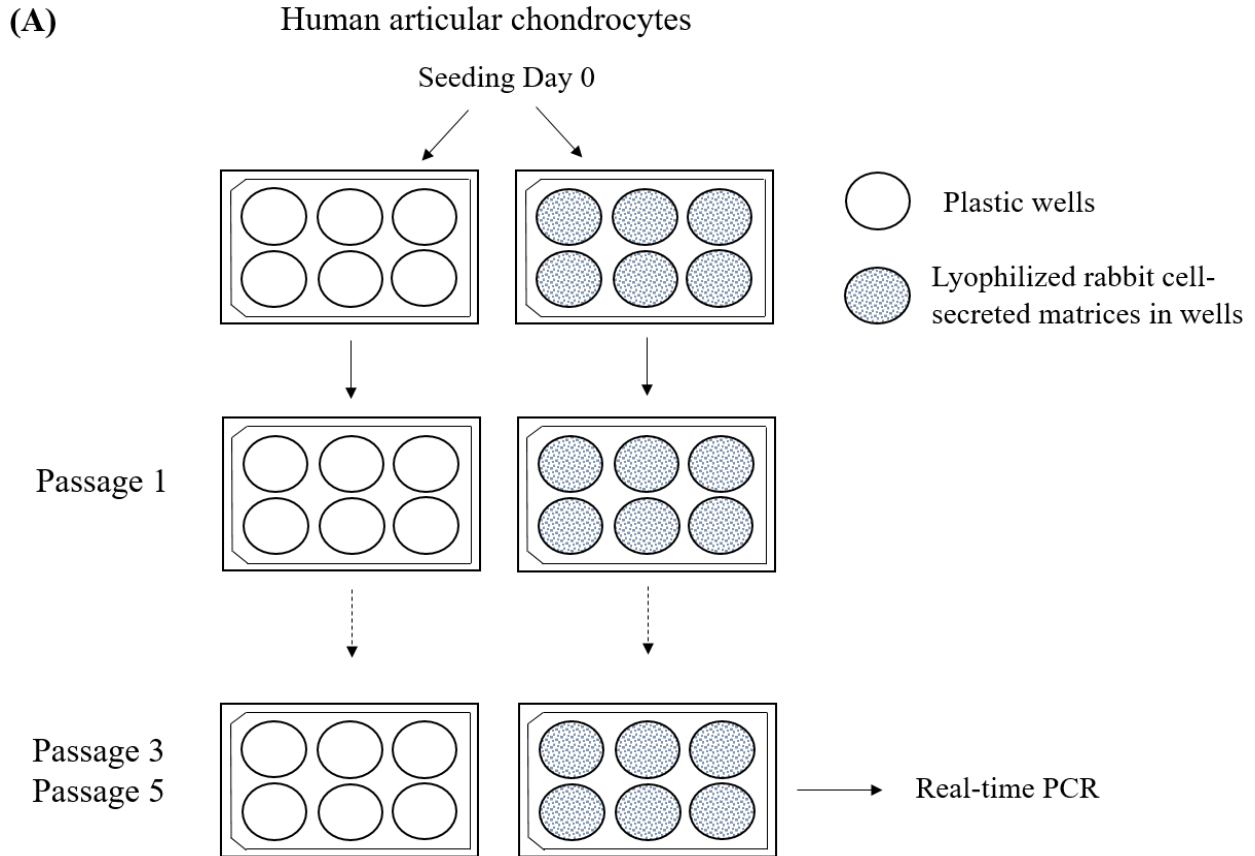 (A)
Human articular chondrocytes
Seeding Day 0
Plastic wells
Lyophilized rabbit cell-
secreted matrices in wells
Passage 1
Passage 3
Passage 5
Real-time PCR